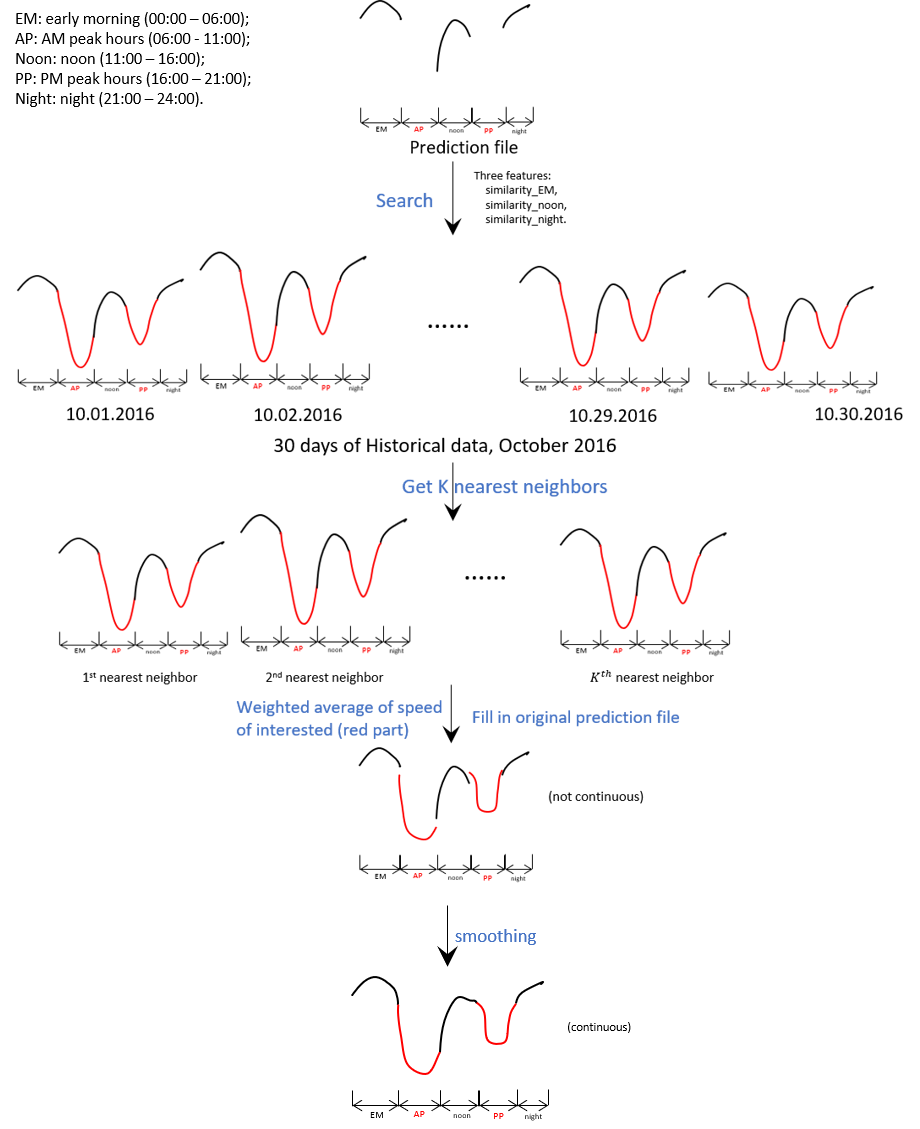 EM: early morning (00:00 – 06:00);
AP: AM peak hours (06:00 - 11:00);
Noon: noon (11:00 – 16:00);
PP: PM peak hours (16:00 – 21:00);
Night: night (21:00 – 24:00).
EM AP noon PP night
Prediction file
Search
Three features:
similarity_EM,
similarity_noon,
similarity_night.
......
EM AP noon PP night
EM AP noon PP night
EM AP noon PP night
EM AP noon PP night
10.01.2016
10.02.2016
10.29.2016
10.30.2016
30 days of Historical data, October 2016
Get K nearest neighbors
......
EM AP noon PP night
EM AP noon PP night
EM AP noon PP night
1st nearest neighbor
2nd nearest neighbor
Kth nearest neighbor
Weighted average of speed
of interested (red part)
Fill in original prediction file
(not continuous)
EM AP noon PP night
smoothing
(continuous)
EM AP noon PP night